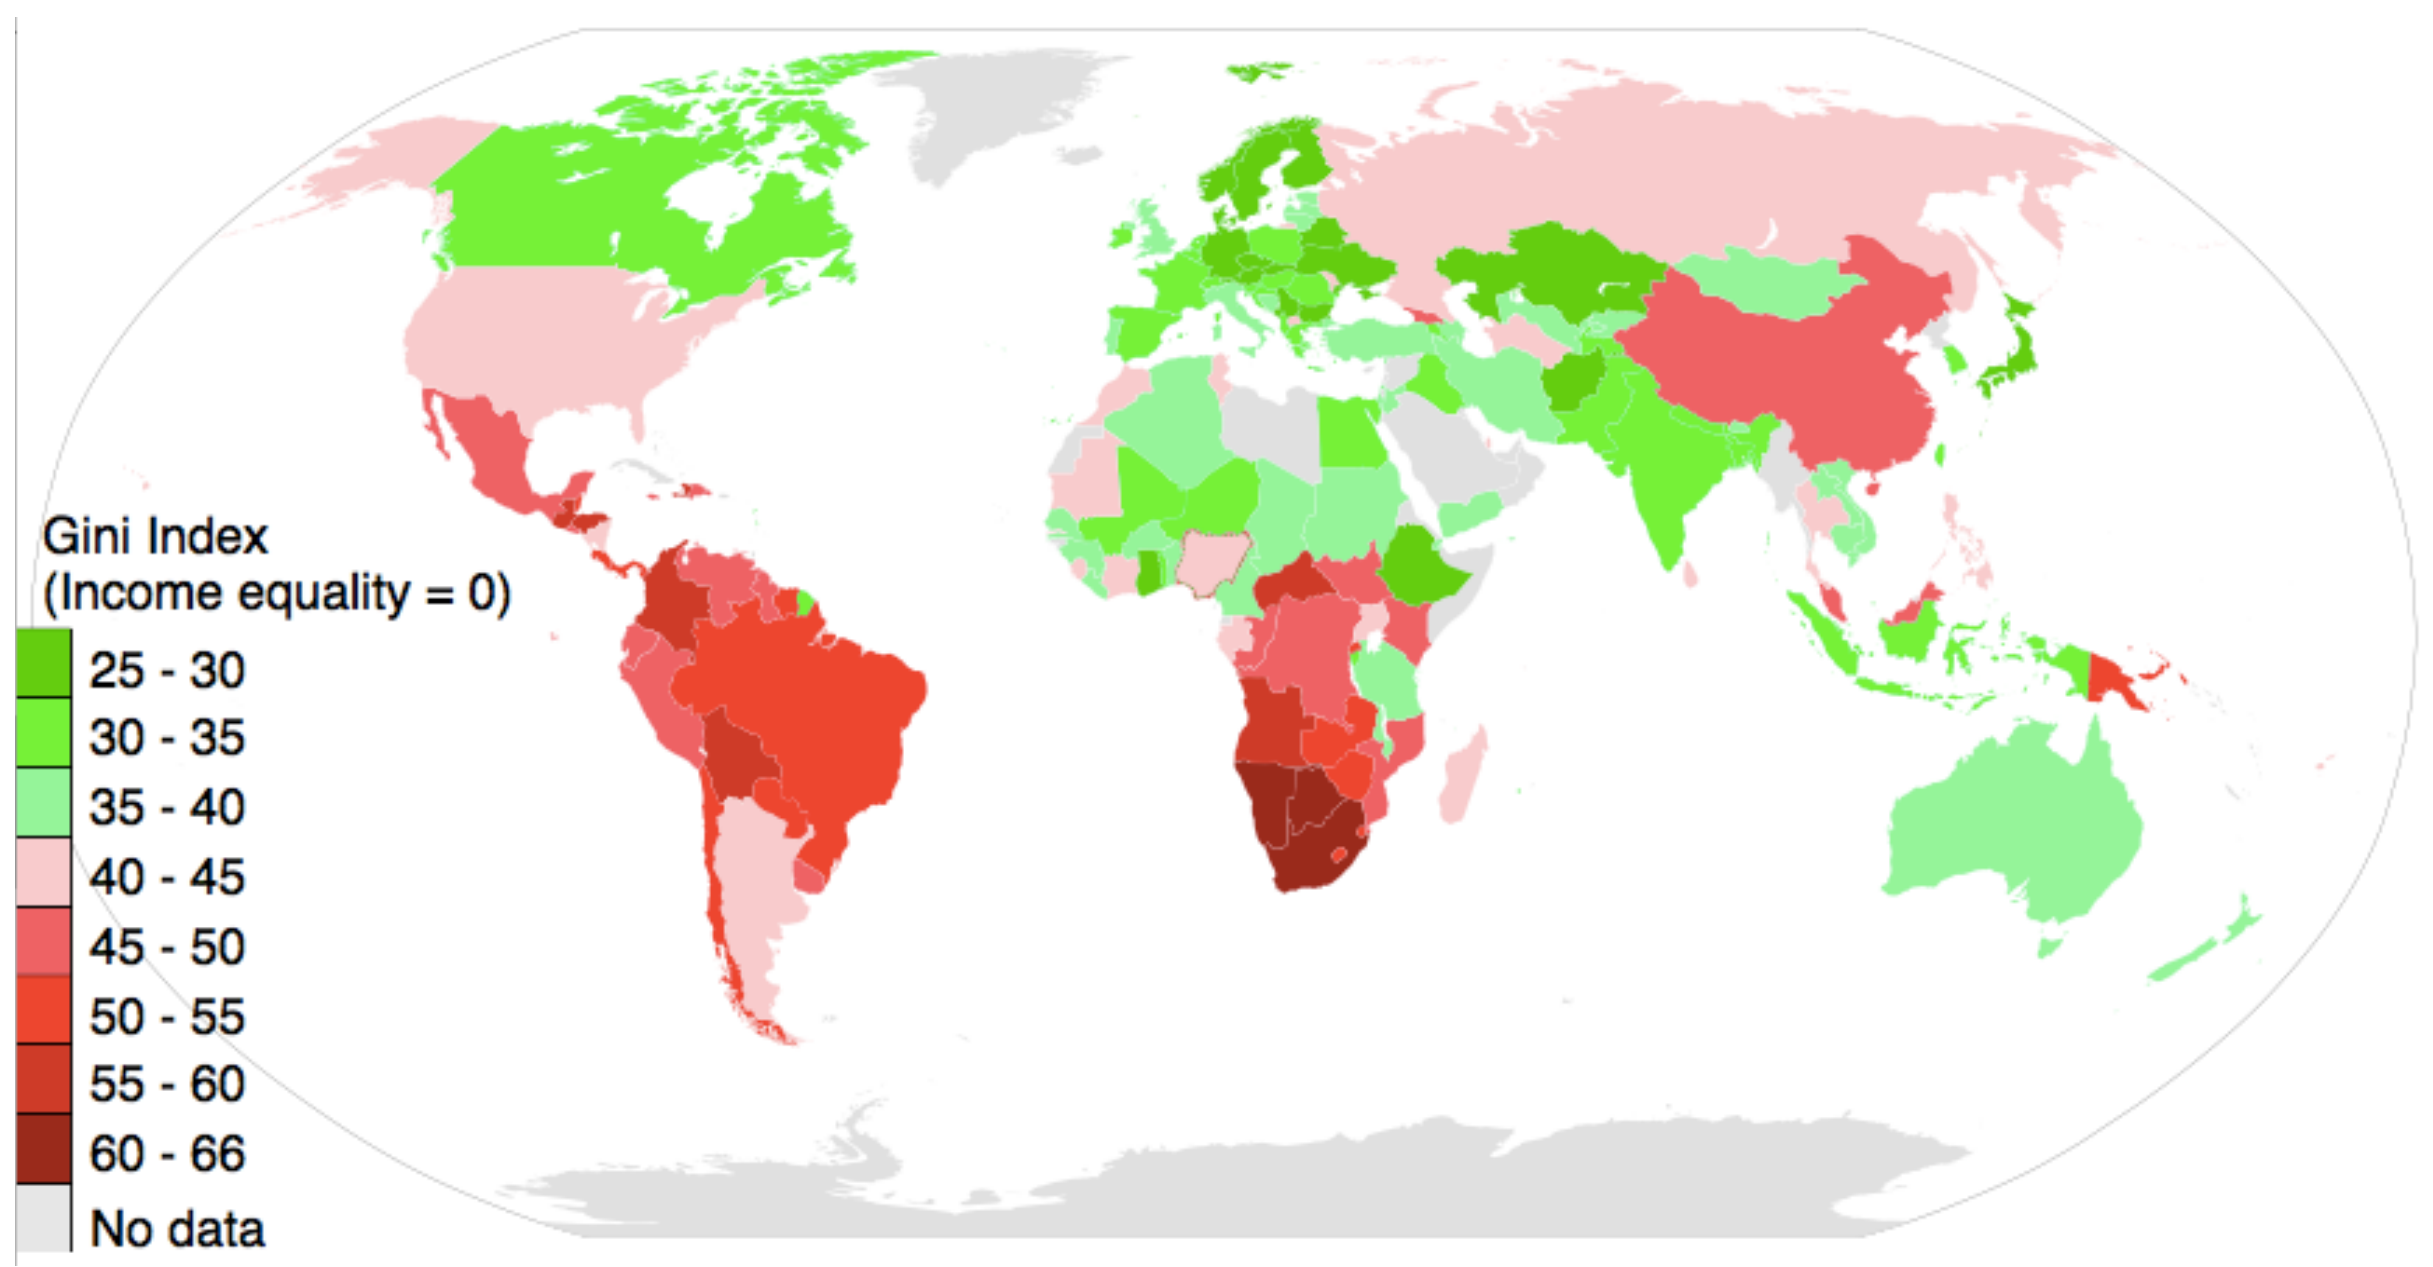 Gini Index
(Income equality = 0)
25 - 30
30 - 35
35 - 40
40 - 45
45 - 50
50 - 55
55 - 60
60 - 66
No data